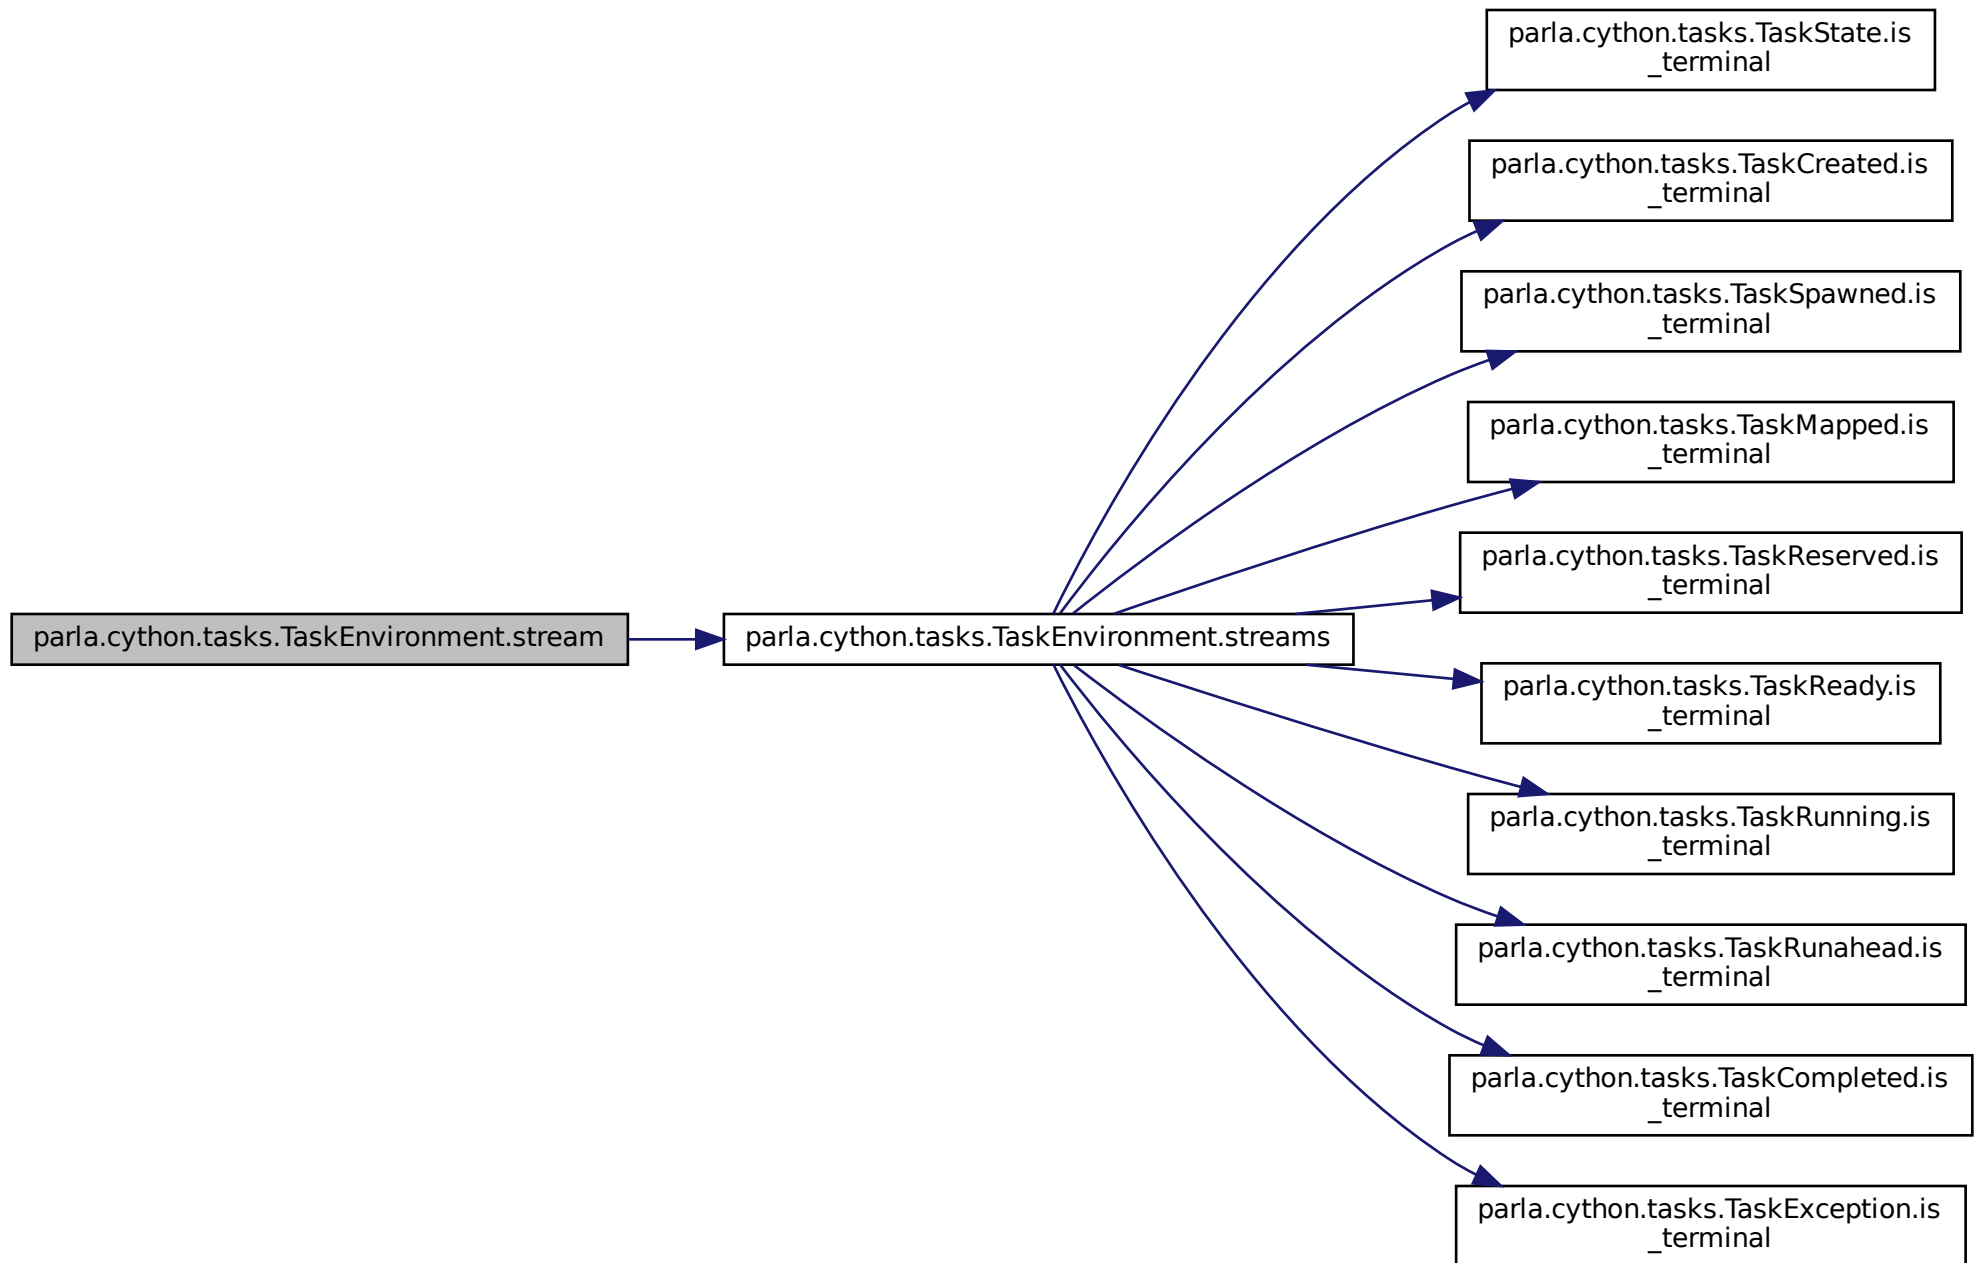 parla.cython.tasks.TaskState.is
_terminal
parla.cython.tasks.TaskCreated.is
_terminal
parla.cython.tasks.TaskSpawned.is
_terminal
parla.cython.tasks.TaskMapped.is
_terminal
parla.cython.tasks.TaskReserved.is
_terminal
parla.cython.tasks.TaskEnvironment.stream
parla.cython.tasks.TaskEnvironment.streams
parla.cython.tasks.TaskReady.is
_terminal
parla.cython.tasks.TaskRunning.is
_terminal
parla.cython.tasks.TaskRunahead.is
_terminal
parla.cython.tasks.TaskCompleted.is
_terminal
parla.cython.tasks.TaskException.is
_terminal